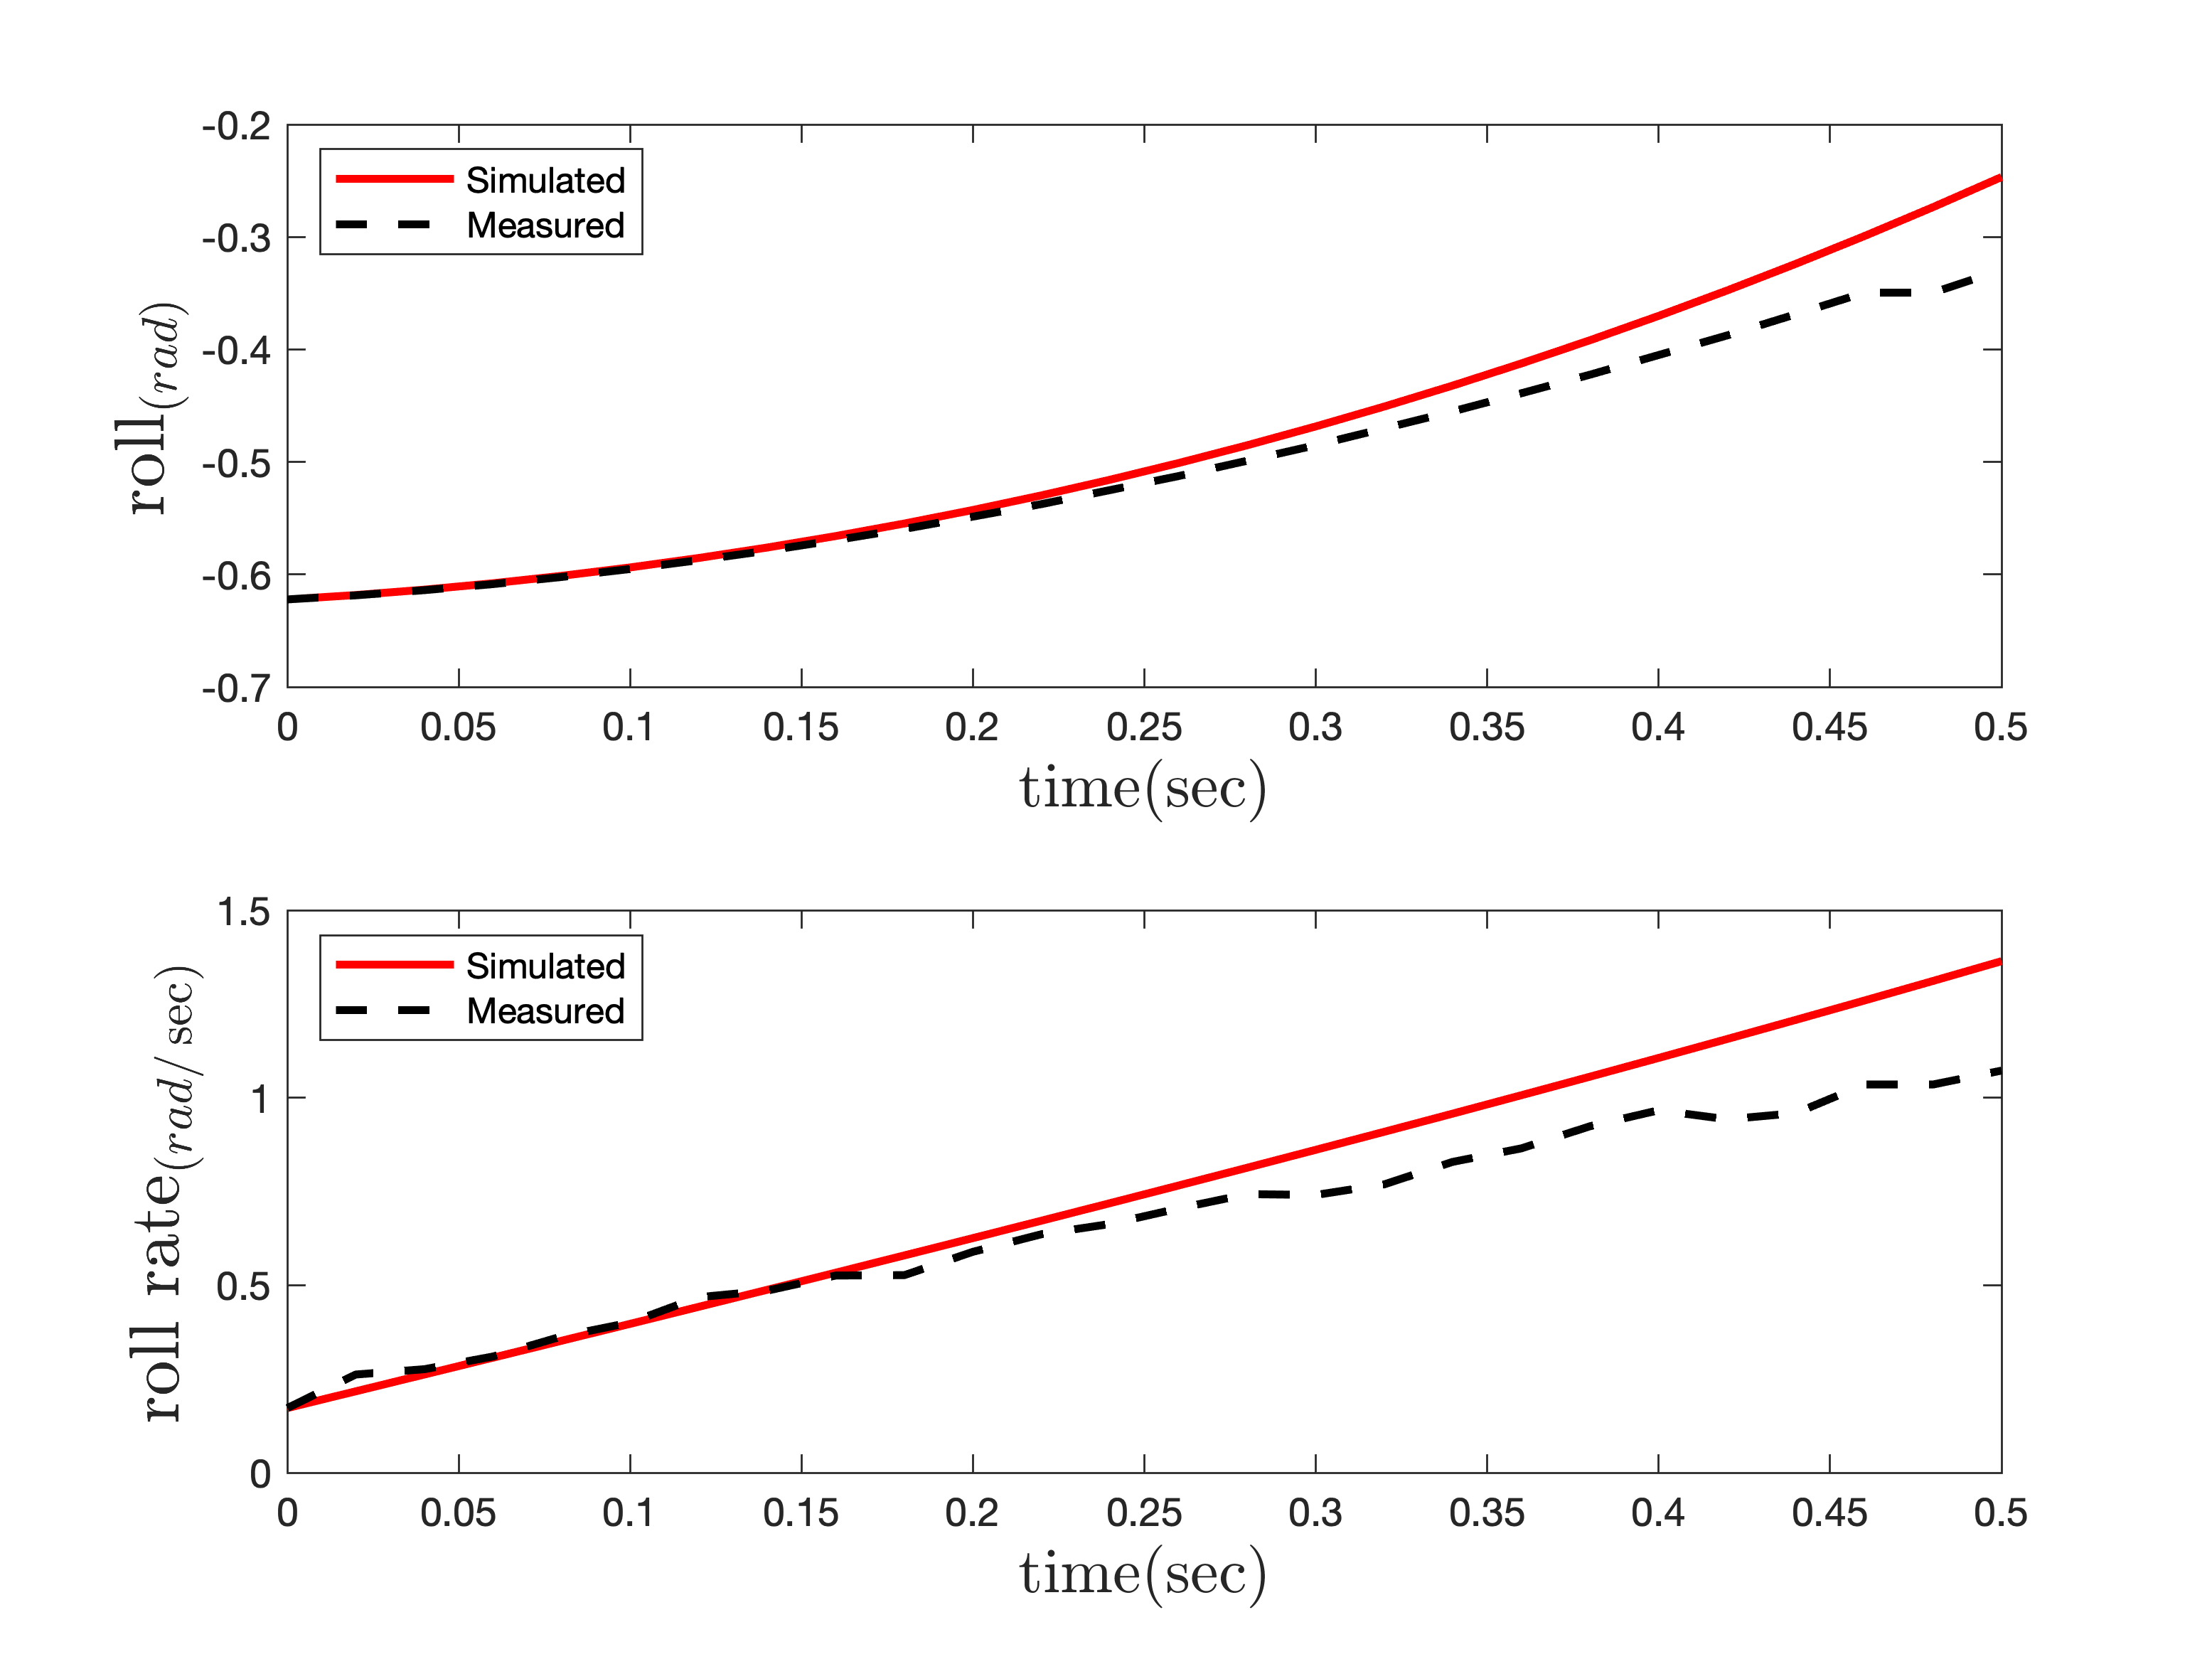 -0.2
Simulated
Measured
-0.3
-0.4
-0.5
-0.6
-0.7
roll(rad)
0 0.05 0.1 0.15 0.2 0.25 0.3 0.35 0.4 0.45 0.5
time(sec)
1.5
Simulated
Measured
1
0.5
0
roll rate(rad/ sec)
0 0.05 0.1 0.15 0.2 0.25 0.3 0.35 0.4 0.45 0.5
time(sec)